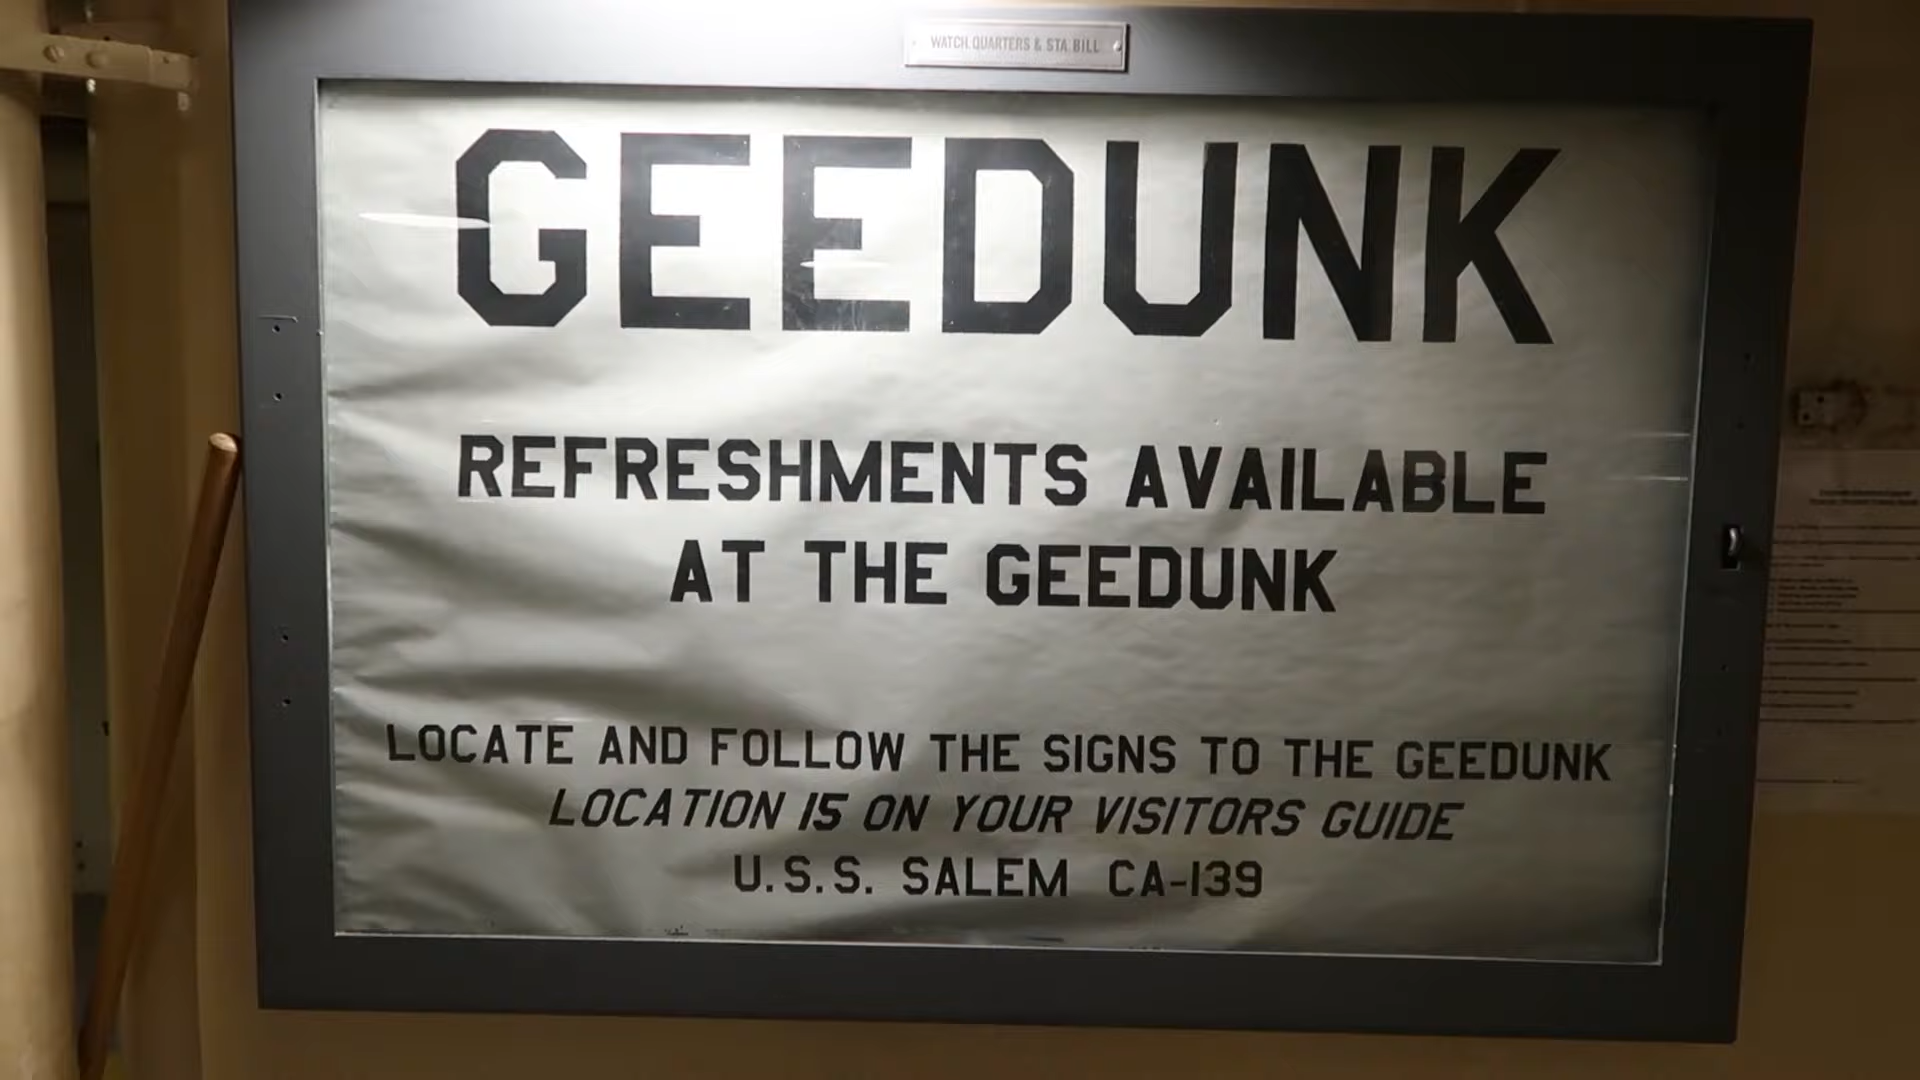 WATCH QUARTERS & STA. BILL
GEEDUNK
REFRESHMENTS AVAILABLE
AT THE GEEDUNK
LOCATE AND FOLLOW THE SIGNS TO THE GEEDUNK
LOCATION IS ON YOUR VISITORS GUIDE
U.S.S. SALEM CA-139